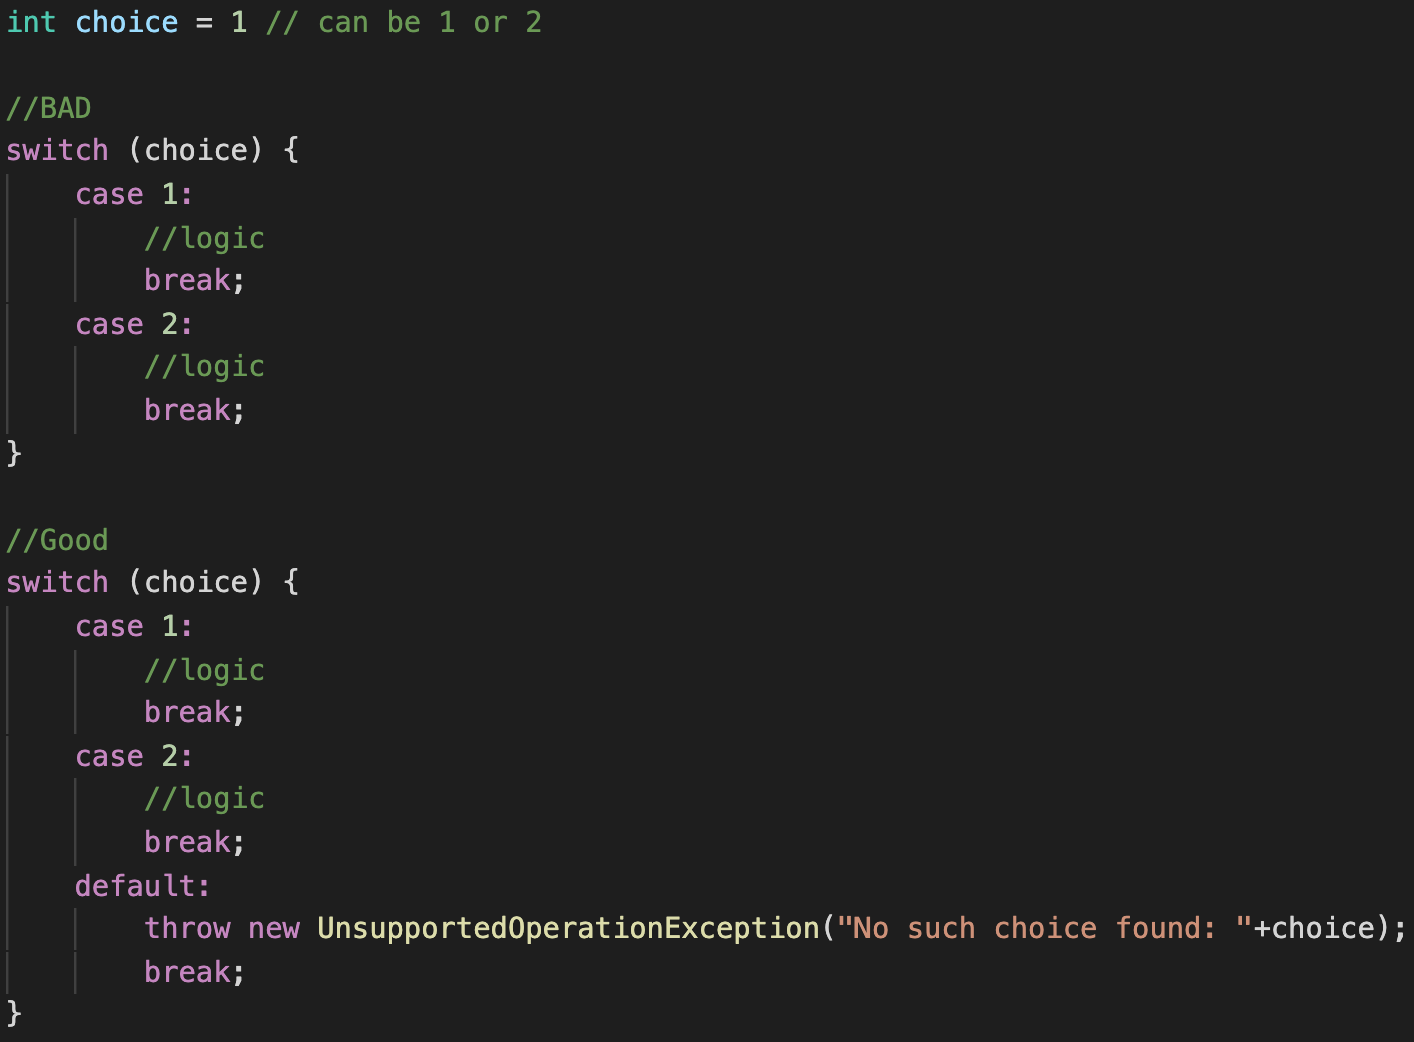 int choice = 1 // can be 1 or 2
//BAD
switch (choice) {
case 1:
//logic
break;
case 2:
//logic
break;
}
//Good
switch (choice) {
case 1:
//logic
break;
case 2:
//logic
break;
default:
throw new UnsupportedOperationException("No such choice found: "+choice);
break;
}